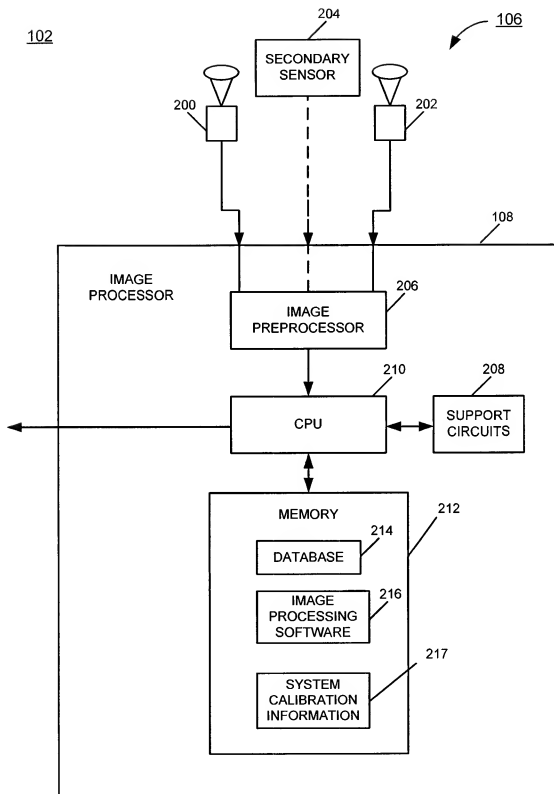 102
106
204
SECONDARY
SENSOR
200
202
108
IMAGE
PROCESSOR
206
IMAGE
PREPROCESSOR
210
208
CPU
SUPPORT
CIRCUITS
212
MEMORY
214
DATABASE
216
IMAGE
PROCESSING
SOFTWARE
217
SYSTEM
CALIBRATION
INFORMATION